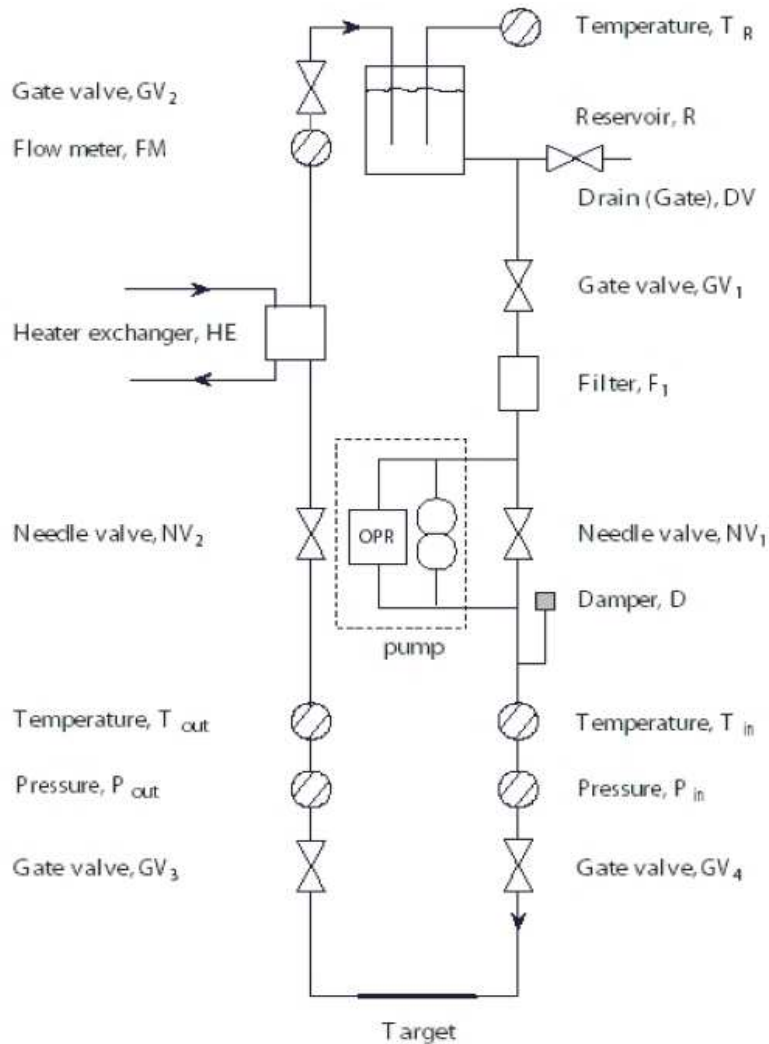 Temperature, T R
Gate valve, GV2
Reservoir, R
Flow meter, FM
Drain (Gate), DV
Gate valve, GV1
Heater exchanger, HE
Filter, F1
Needle valve, NV2
OPR
Needle valve, NV1
Damper, D
pump
Temperature, T out
Temperature, T in
Pressure, P out
Pressure, P in
Gate valve, GV3
Gate valve, GV4
Target